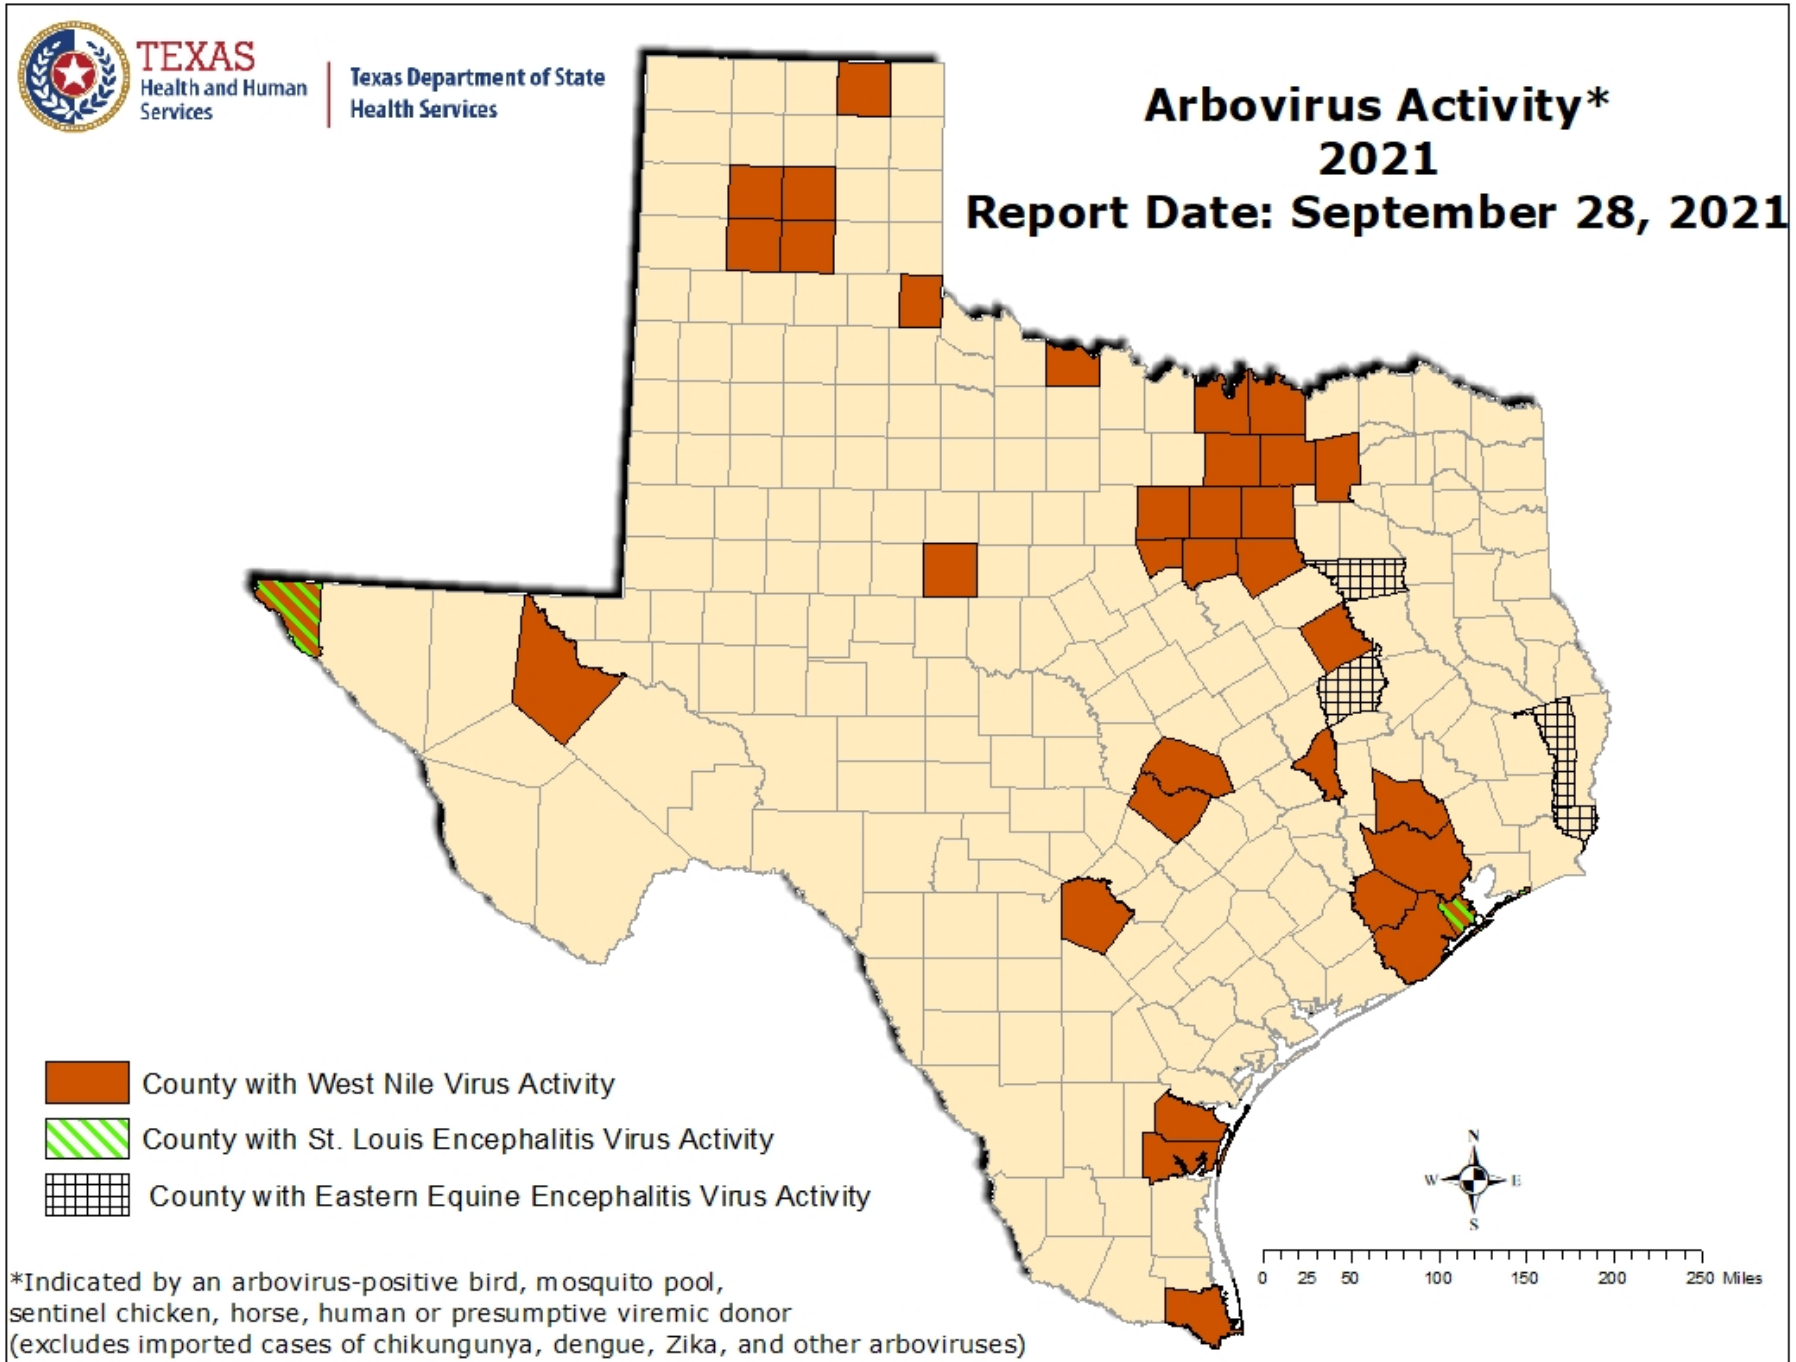 TEXAS
Health and Human
Services
Texas Department of State
Health Services
Arbovirus Activity*
2021
Report Date: September 28, 2021
County with West Nile Virus Activity
County with St. Louis Encephalitis Virus Activity
County with Eastern Equine Encephalitis Virus Activity
N
W
E
S
0 25 50 100 150 200 250 Miles
*Indicated by an arbovirus-positive bird, mosquito pool,
sentinel chicken, horse, human or presumptive viremic donor
(excludes imported cases of chikungunya, dengue, Zika, and other arboviruses)